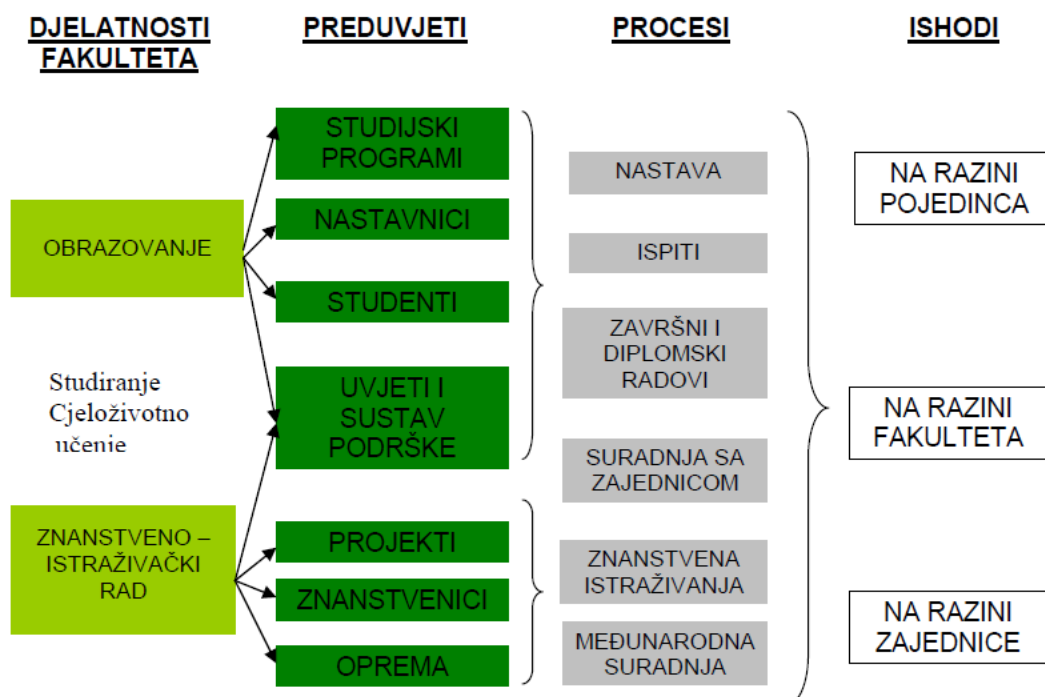 DJELATNOSTI
FAKULTETA
PREDUVJETI
PROCESI
ISHODI
OBRAZOVANJE
Studiranje
Cjeloživotno
učenje
ZNANSTVENO –
ISTRAŽIVAČKI
RAD
STUDIJSKI
PROGRAMI
NASTAVNICI
STUDENTI
UVJETI I
SUSTAV
PODRŠKE
PROJEKTI
ZNANSTVENICI
OPREMA
NASTAVA
ISPITI
ZAVRŠNI I
DIPLOMSKI
RADOVI
SURADNJA SA
ZAJEDNICOM
ZNANSTVENA
ISTRAŽIVANJA
MEĐUNARODNA
SURADNJA
NA RAZINI
POJEDINCA
NA RAZINI
FAKULTETA
NA RAZINI
ZAJEDNICE